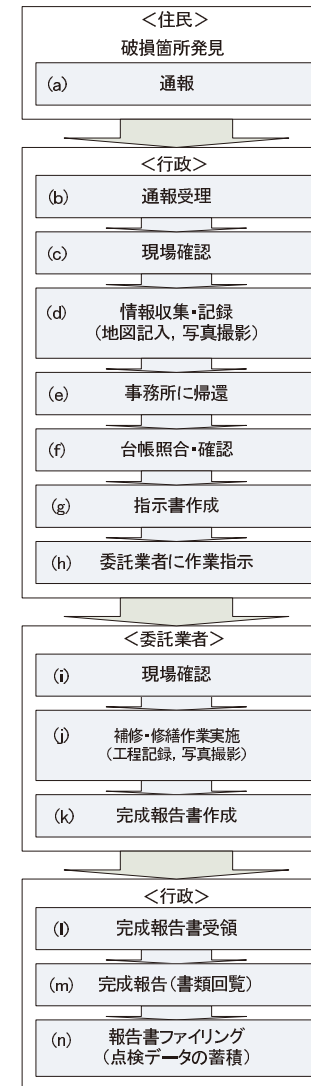 ＜住民＞
破損箇所発見
(a) 通報
＜行政＞
(b) 通報受理
(c) 現場確認
(d) 情報収集・記録
(地図記入, 写真撮影)
(e) 事務所に帰還
(f) 台帳照合・確認
(g) 指示書作成
(h) 委託業者に作業指示
＜委託業者＞
(i) 現場確認
(j) 補修・修繕作業実施
(工程記録, 写真撮影)
(k) 完成報告書作成
＜行政＞
(l) 完成報告書受領
(m) 完成報告(書類回覧)
(n) 報告書ファイリング
(点検データの蓄積)